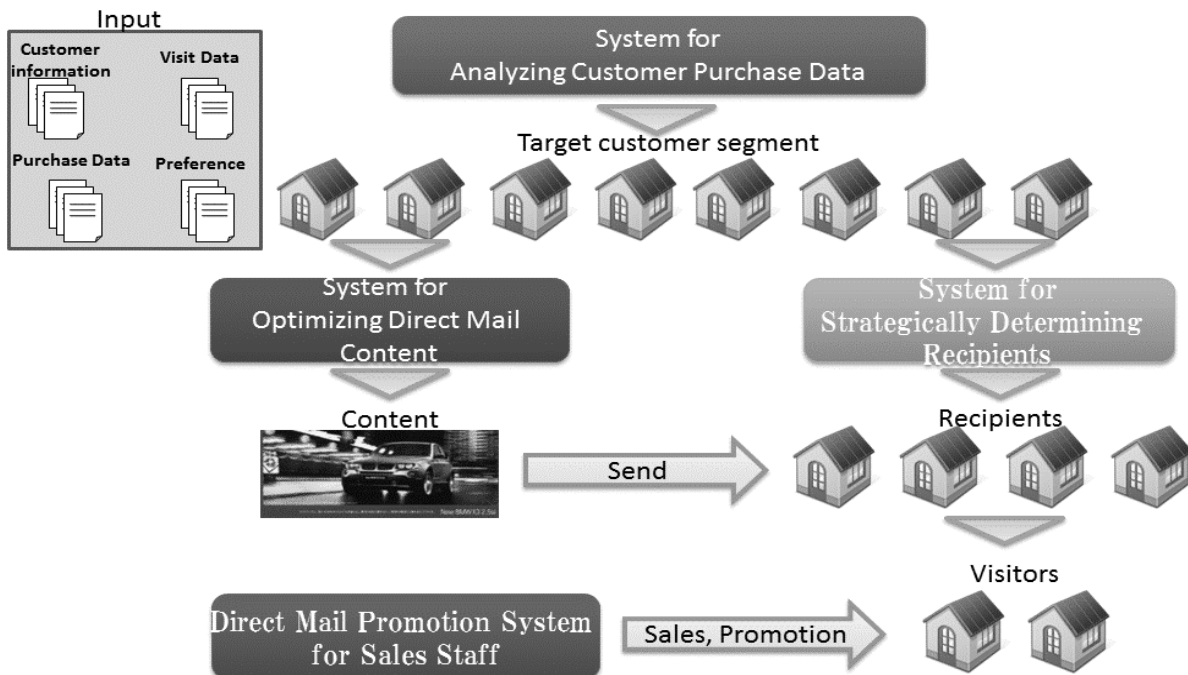 Input
Customer
information
Visit Data
Purchase Data
Preference
System for
Analyzing Customer Purchase Data
Target customer segment
System for
Optimizing Direct Mail
Content
System for
Strategically Determining
Recipients
Content
Recipients
Send
Visitors
Direct Mail Promotion System
for Sales Staff
Sales, Promotion